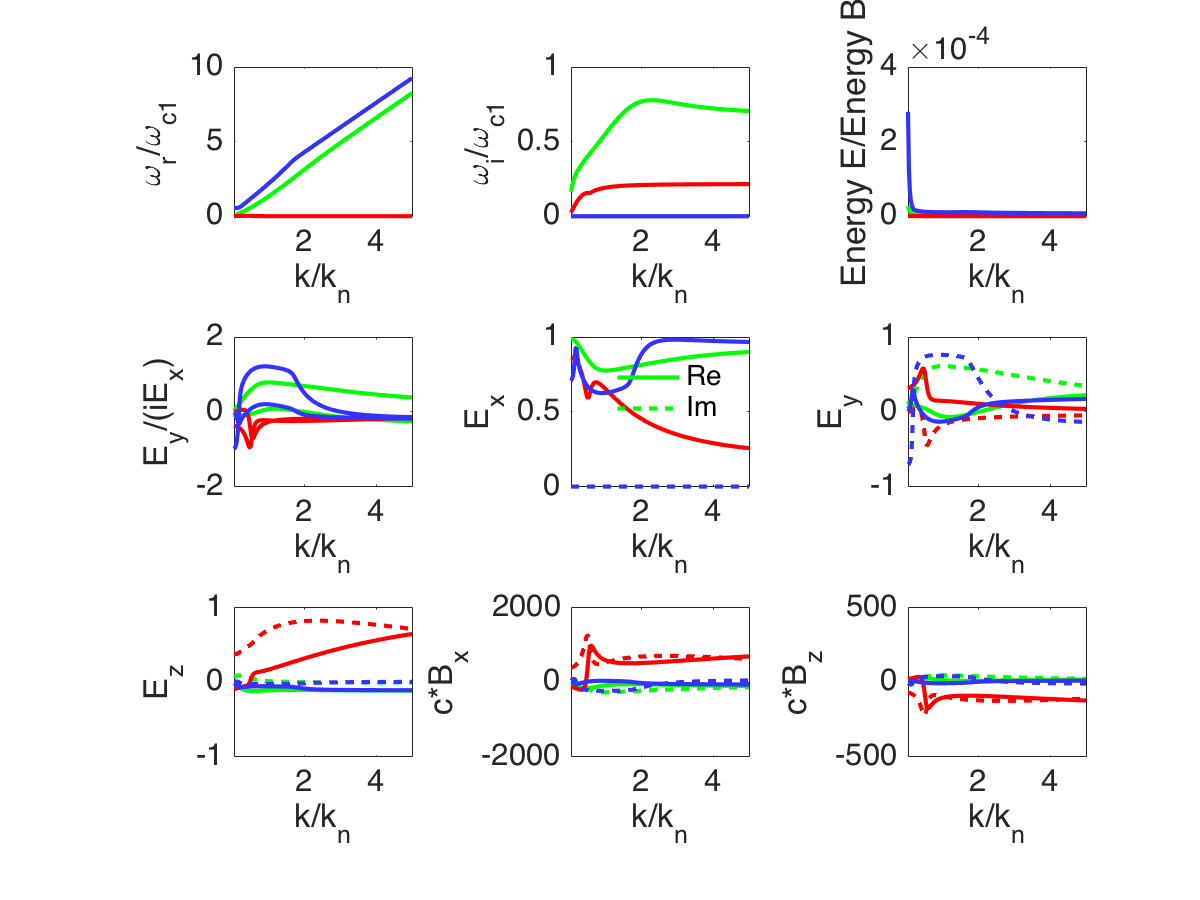 10
5
0
ω_r/ω_c1
2 4
k/k_n
1
0.5
0
ω_i/ω_c1
2 4
k/k_n
×10^-4
4
2
0
Energy E/Energy B
2 4
k/k_n
2
0
-2
E_y/(iE_x)
2 4
k/k_n
1
0.5
0
E_x
Re
Im
2 4
k/k_n
1
0
-1
E_y
2 4
k/k_n
1
0
-1
E_z
2 4
k/k_n
2000
0
-2000
c*B_x
2 4
k/k_n
500
0
-500
c*B_z
2 4
k/k_n